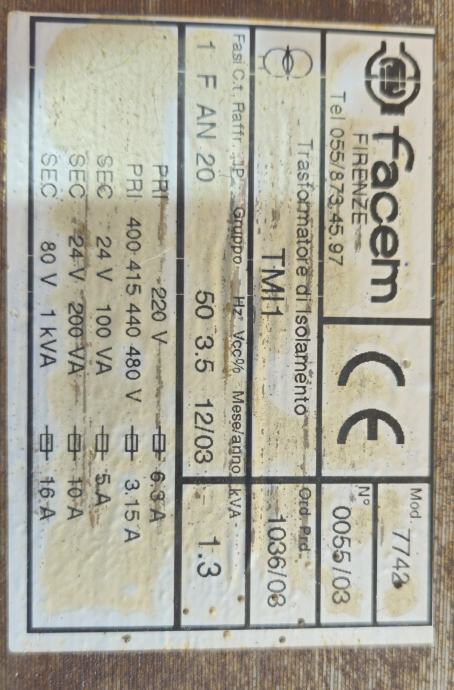 facem
FIRENZE
Tel 055/873.45.97
CE
Mod. 7742
N° 0055/03
Trasformatore di Isolamento
TMI1
Ord Prd
1036/03
Fasi C.t. Raffr. IP Gruppo Hz Vcc% Mese/anno kVA
1 F AN 20 50 3.5 12/03 1.3
PRI 220 V 6.3 A
PRI 400 415 440 480 V 3.15 A
SEC 24 V 100 VA 5 A
SEC 24 V 200 VA 10 A
SEC 80 V 1 kVA 16 A